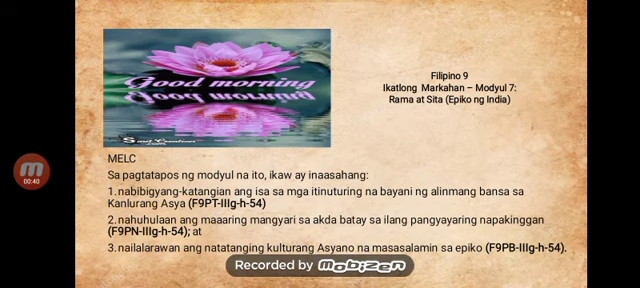 Good morning
Filipino 9
Ikatlong Markahan – Modyul 7:
Rama at Sita (Epiko ng India)
MELC
Sa pagtatapos ng modyul na ito, ikaw ay inaasahang:
1. nabibigyang-katangian ang isa sa mga itinuturing na bayani ng alinmang bansa sa
Kanlurang Asya (F9PT-IIIg-h-54)
2. nahuhulaan ang maaaring mangyari sa akda batay sa ilang pangyayaring napakinggan
(F9PN-IIIg-h-54); at
3. nailalarawan ang natatanging kulturang Asyano na masasalamin sa epiko (F9PB-IIIg-h-54).
00:40
Recorded by mobizen